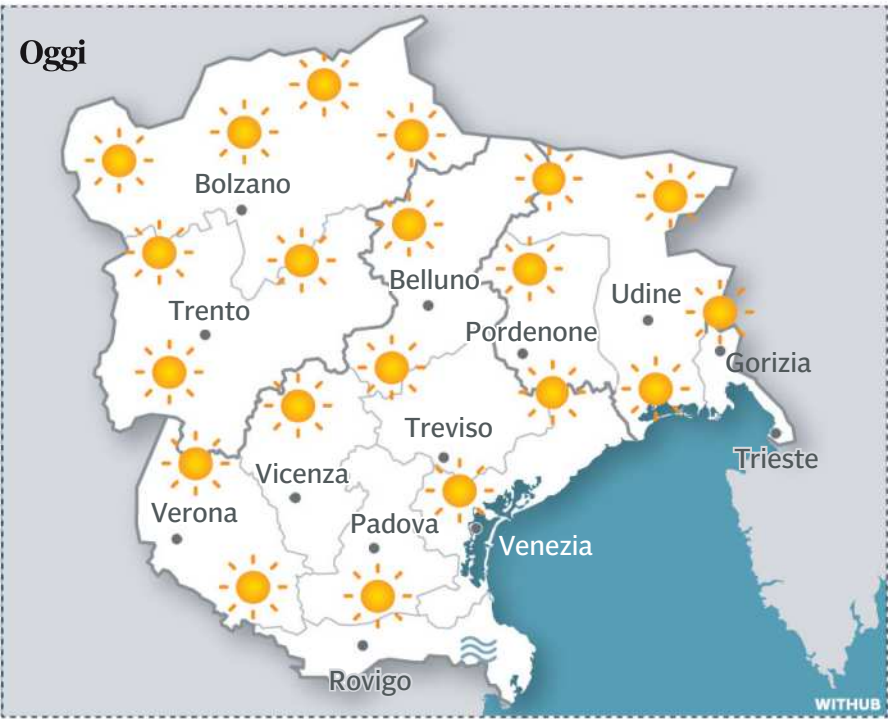 Oggi
Bolzano
Belluno
Udine
Trento
Pordenone
Gorizia
Treviso
Trieste
Vicenza
Verona
Padova
Venezia
Rovigo
WITHUB